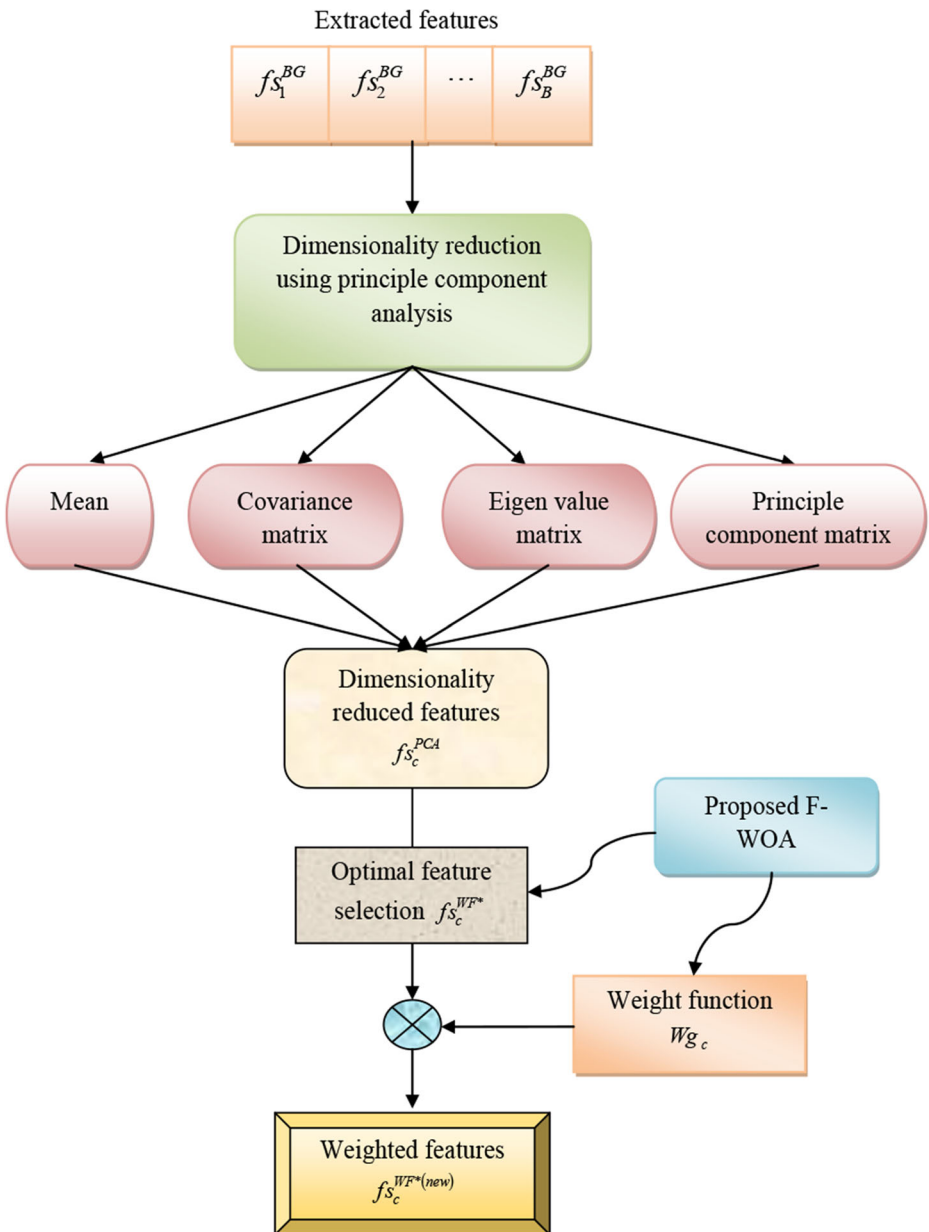 Extracted features
fs_1^{BG} fs_2^{BG} ... fs_B^{BG}
Dimensionality reduction
using principle component
analysis
Mean
Covariance
matrix
Eigen value
matrix
Principle
component matrix
Dimensionality
reduced features
fs_c^{PCA}
Proposed F-
WOA
Optimal feature
selection fs_c^{WF*}
Weight function
Wg_c
Weighted features
fs_c^{WF*(new)}